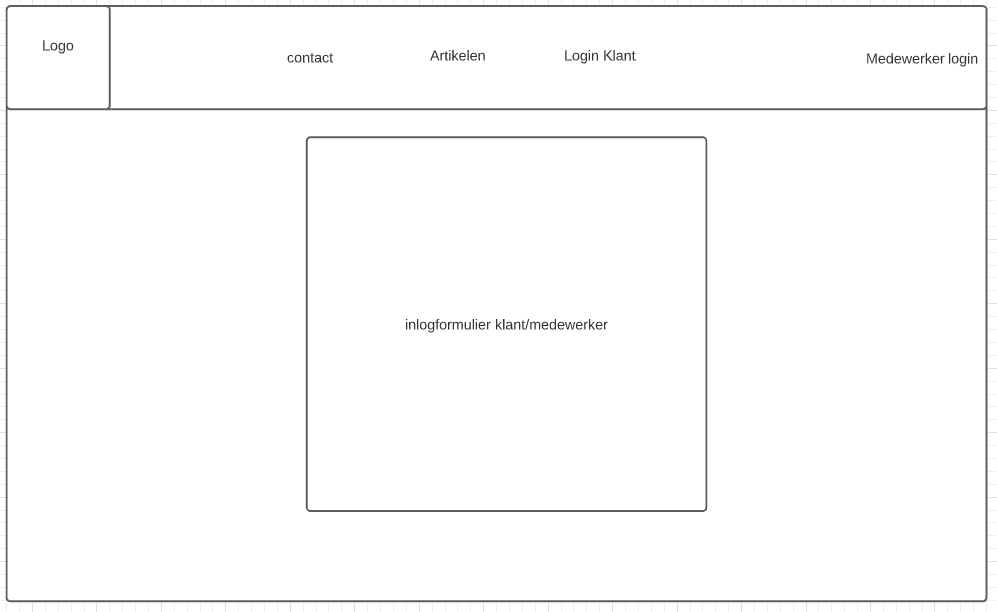 Logo
contact
Artikelen
Login Klant
Medewerker login
inlogformulier klant/medewerker